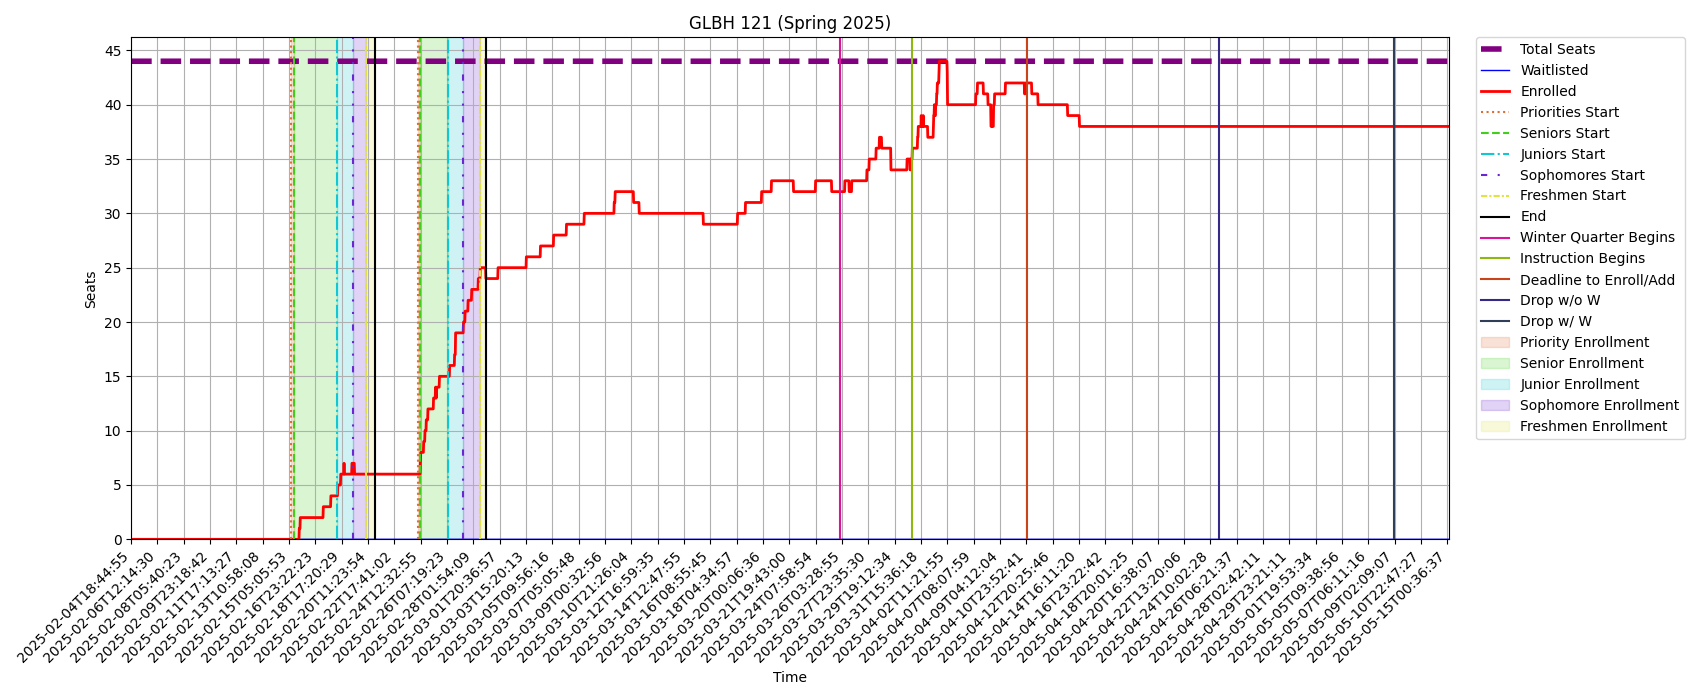 GLBH 121 (Spring 2025)
Seats
45
40
35
30
25
20
15
10
5
0
2025-02-04T18:44:55
2025-02-06T12:14:30
2025-02-08T05:40:23
2025-02-09T23:18:42
2025-02-11T17:13:27
2025-02-13T10:58:08
2025-02-15T05:05:53
2025-02-16T23:22:23
2025-02-18T17:20:29
2025-02-20T11:23:54
2025-02-22T17:41:02
2025-02-24T12:32:55
2025-02-26T07:19:23
2025-02-28T01:54:09
2025-03-01T20:36:57
2025-03-03T15:20:13
2025-03-05T09:56:16
2025-03-07T05:05:48
2025-03-09T00:32:56
2025-03-10T21:26:04
2025-03-12T16:59:35
2025-03-14T12:47:55
2025-03-16T08:55:45
2025-03-18T04:34:57
2025-03-20T00:06:36
2025-03-21T19:43:00
2025-03-24T07:58:54
2025-03-26T03:28:55
2025-03-27T23:35:30
2025-03-29T19:12:34
2025-03-31T15:36:18
2025-04-02T11:21:55
2025-04-07T08:07:59
2025-04-09T04:12:04
2025-04-10T23:52:41
2025-04-12T20:25:46
2025-04-14T16:11:20
2025-04-16T23:22:42
2025-04-18T20:01:25
2025-04-20T16:38:07
2025-04-22T13:20:06
2025-04-24T10:02:28
2025-04-26T06:21:37
2025-04-28T02:42:11
2025-04-29T23:21:11
2025-05-01T19:53:34
2025-05-05T09:38:56
2025-05-07T06:11:16
2025-05-09T02:09:07
2025-05-10T22:47:27
2025-05-15T00:36:37
Time
Total Seats
Waitlisted
Enrolled
Priorities Start
Seniors Start
Juniors Start
Sophomores Start
Freshmen Start
End
Winter Quarter Begins
Instruction Begins
Deadline to Enroll/Add
Drop w/o W
Drop w/ W
Priority Enrollment
Senior Enrollment
Junior Enrollment
Sophomore Enrollment
Freshmen Enrollment